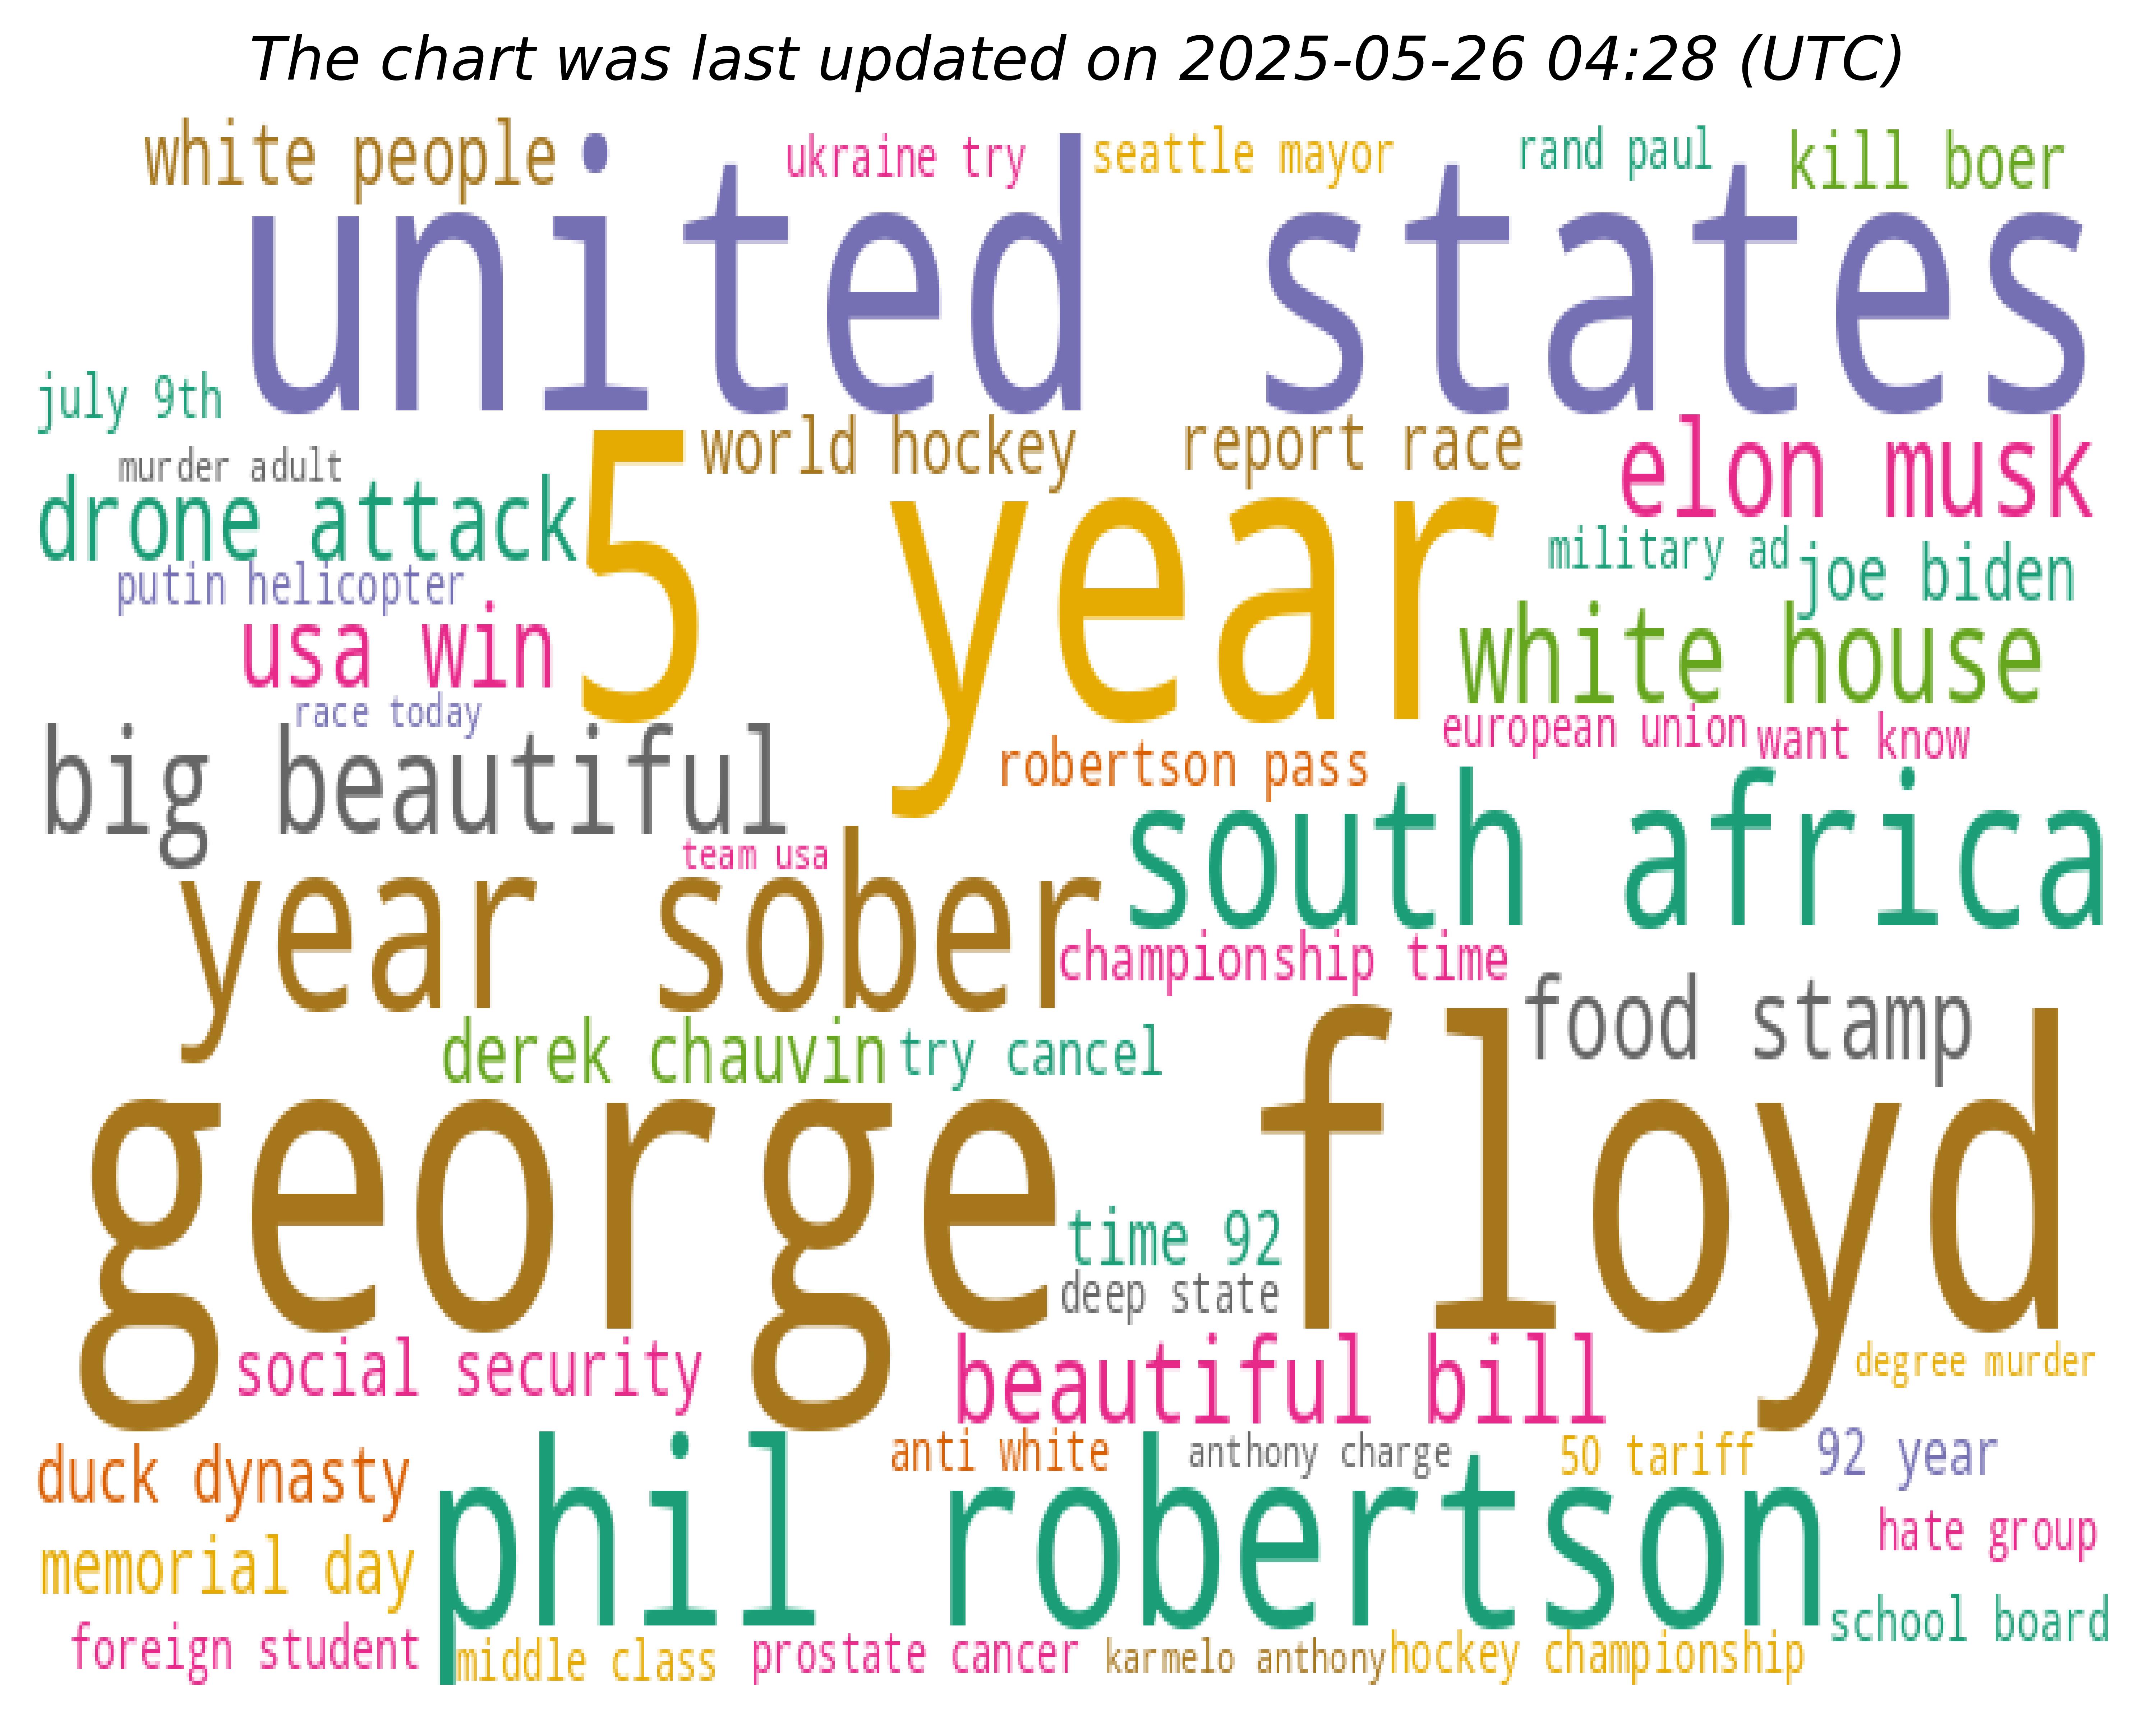 The chart was last updated on 2025-05-26 04:28 (UTC)
white people
ukraine try
seattle mayor
rand paul
kill boer
united states
july 9th
world hockey
report race
elon musk
murder adult
drone attack
5 year
military ad
joe biden
putin helicopter
usa win
white house
race today
european union
want know
big beautiful
robertson pass
south africa
team usa
year sober
championship time
food stamp
derek chauvin
try cancel
george floyd
time 92
deep state
social security
beautiful bill
degree murder
duck dynasty
anti white
anthony charge
50 tariff
92 year
phil robertson
hate group
memorial day
school board
foreign student
middle class
prostate cancer
karmelo anthony
hockey championship